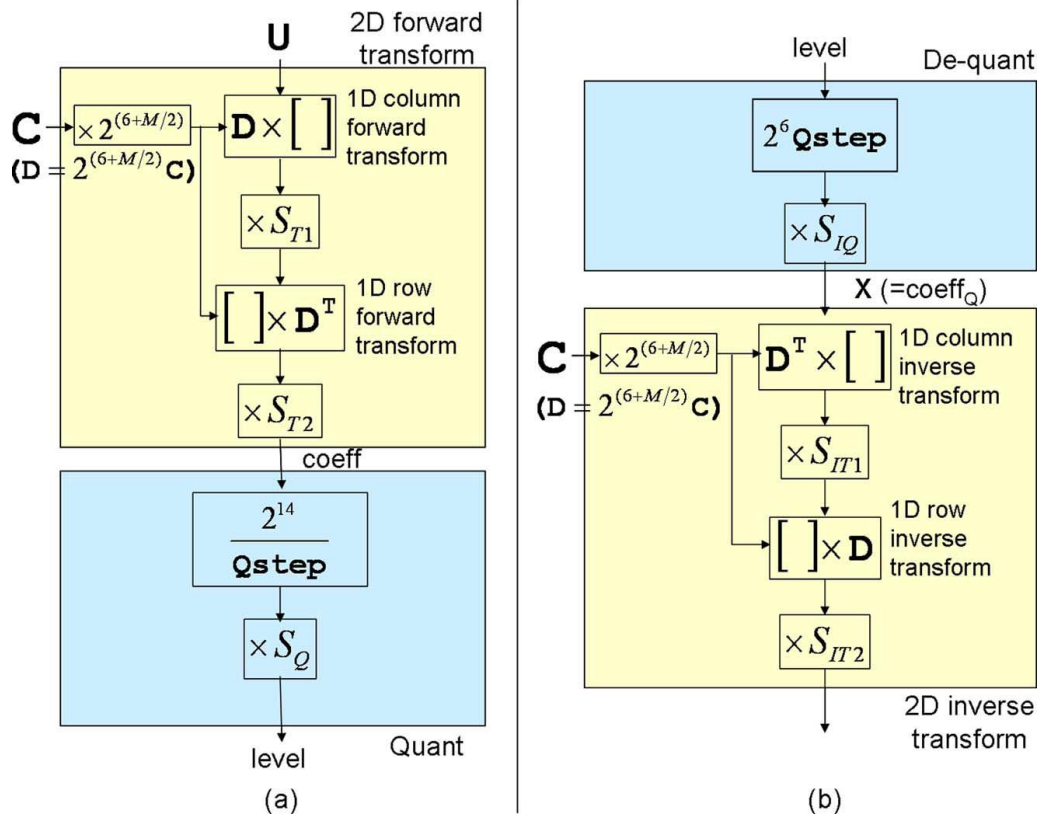 2D forward
transform
U
C
× 2^(6+M/2)
(D = 2^(6+M/2) C)
D × [ ]
1D column
forward
transform
× S_T1
[ ] × D^T
1D row
forward
transform
× S_T2
coeff
2^14
Qstep
× S_Q
Quant
level
(a)
level
De-quant
2^6 Qstep
× S_IQ
X (=coeff_Q)
C
× 2^(6+M/2)
(D = 2^(6+M/2) C)
D^T × [ ]
1D column
inverse
transform
× S_IT1
[ ] × D
1D row
inverse
transform
× S_IT2
2D inverse
transform
(b)